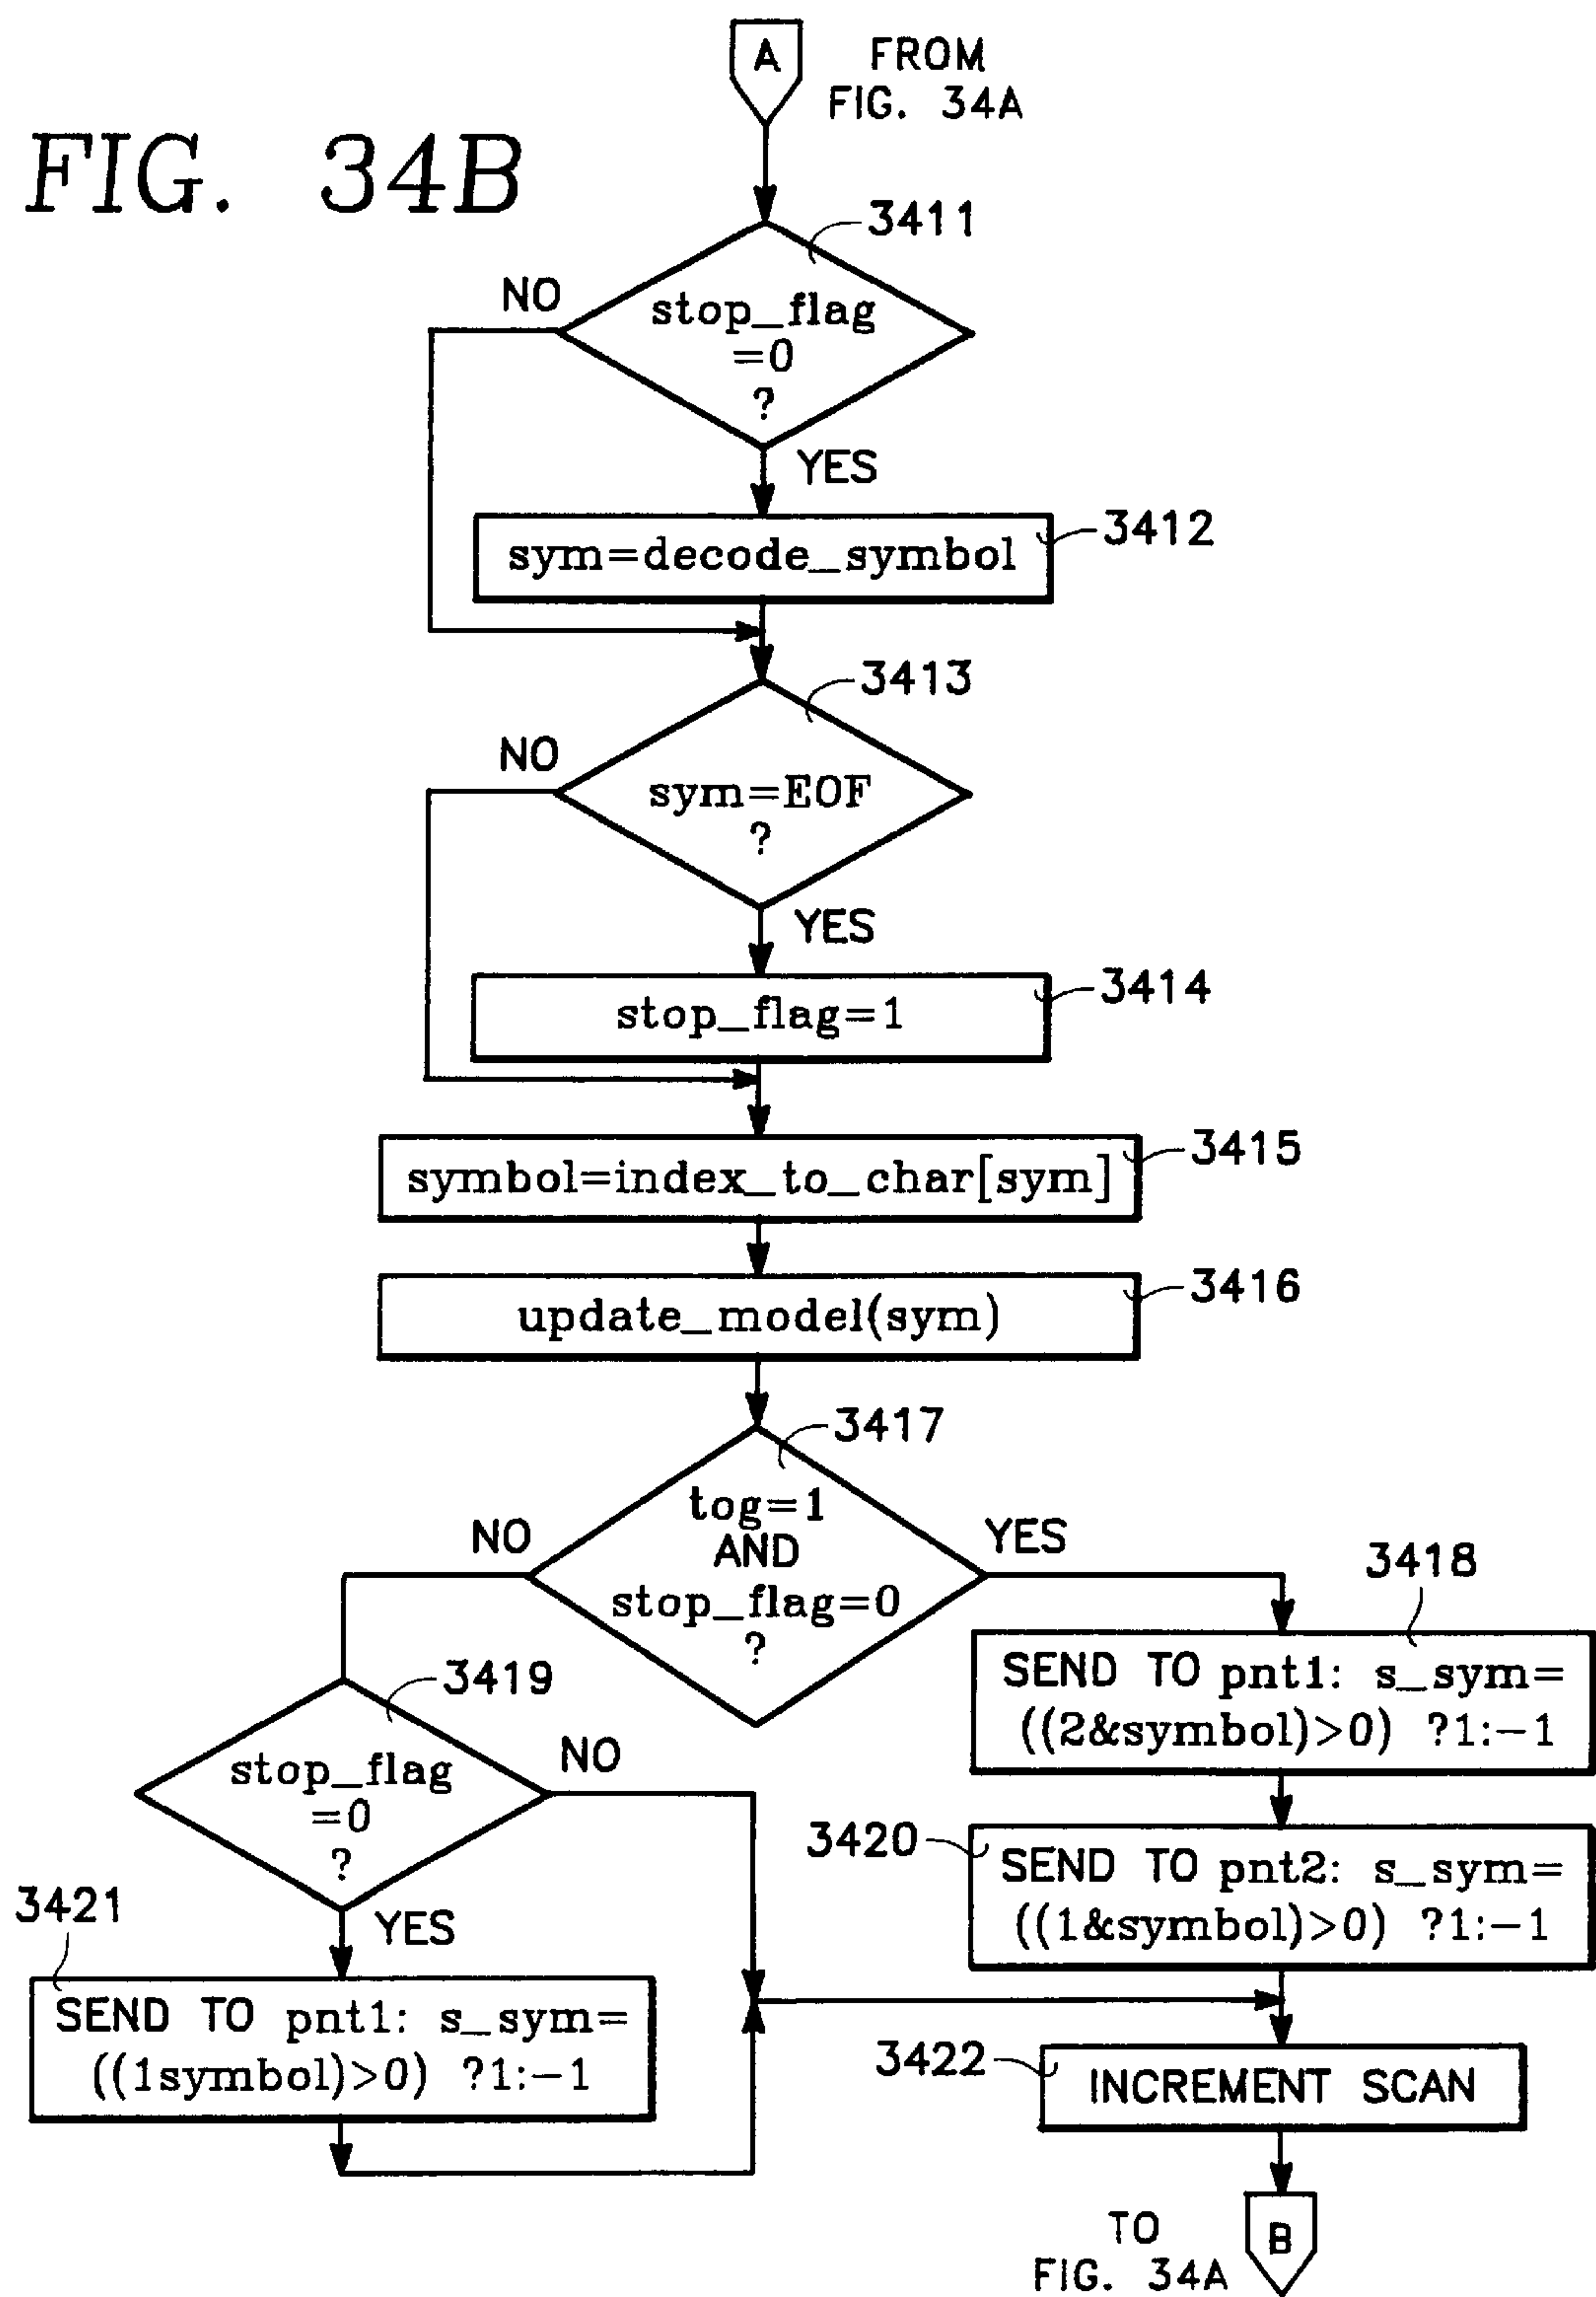 A
FROM
FIG. 34A
FIG. 34B
3411
NO
stop_flag
=0
?
YES
3412
sym=decode_symbol
3413
NO
sym=EOF
?
YES
3414
stop_flag=1
3415
symbol=index_to_char[sym]
3416
update_model(sym)
3417
tog=1
AND
stop_flag=0
?
NO
YES
3418
SEND TO pnt1: s_sym=
((2&symbol)>0) ?1:-1
3419
stop_flag
=0
?
NO
YES
3420
SEND TO pnt2: s_sym=
((1&symbol)>0) ?1:-1
3421
SEND TO pnt1: s_sym=
((1symbol)>0) ?1:-1
3422
INCREMENT SCAN
TO
FIG. 34A
B